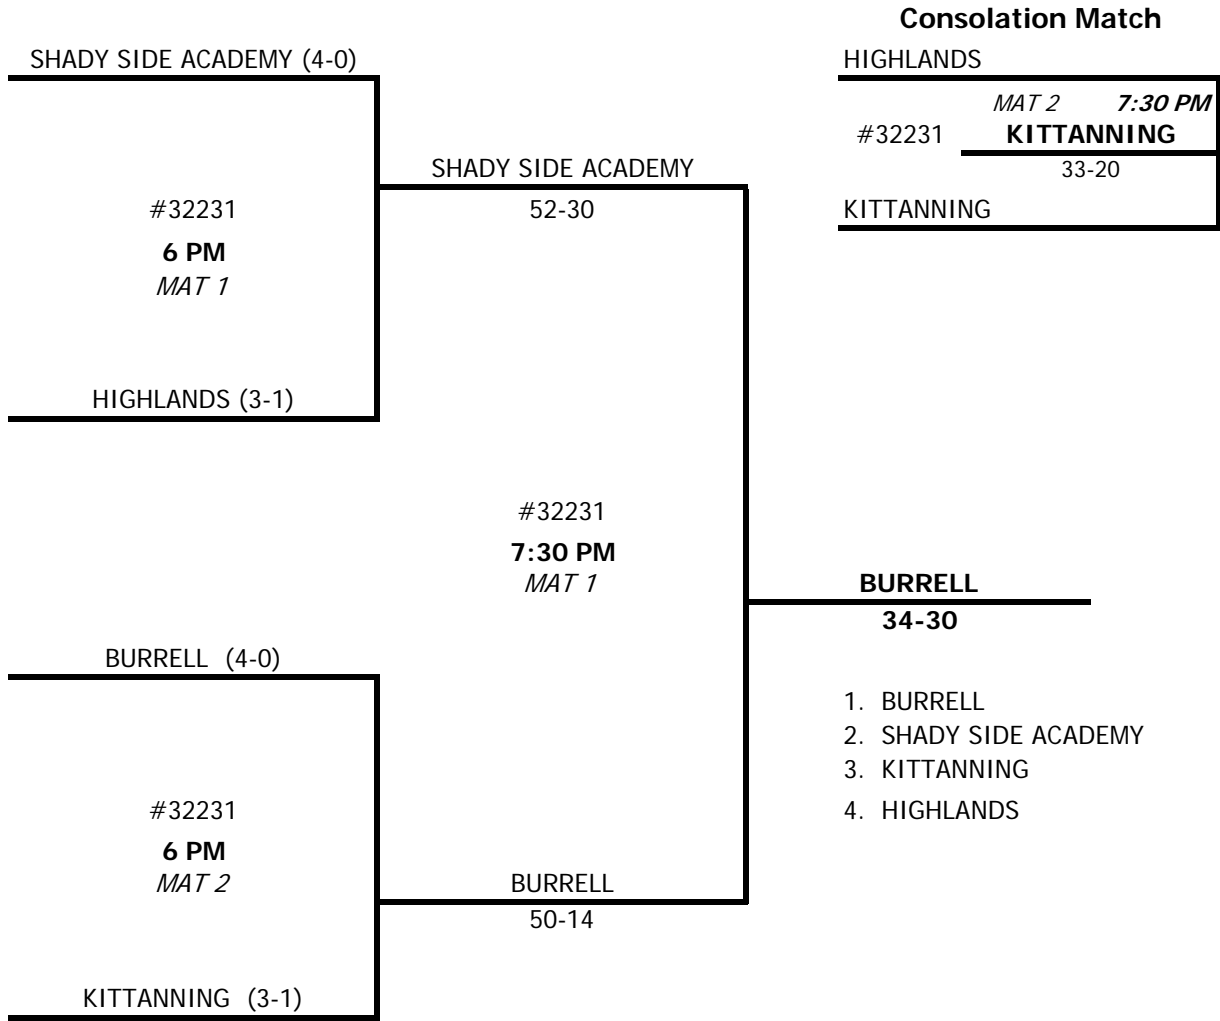 Consolation Match
SHADY SIDE ACADEMY (4-0)
HIGHLANDS
MAT 2 7:30 PM
#32231 KITTANNING
33-20
KITTANNING
SHADY SIDE ACADEMY
52-30
#32231
6 PM
MAT 1
HIGHLANDS (3-1)
#32231
7:30 PM
MAT 1
BURRELL
34-30
BURRELL (4-0)
1. BURRELL
2. SHADY SIDE ACADEMY
3. KITTANNING
4. HIGHLANDS
#32231
6 PM
MAT 2
BURRELL
50-14
KITTANNING (3-1)